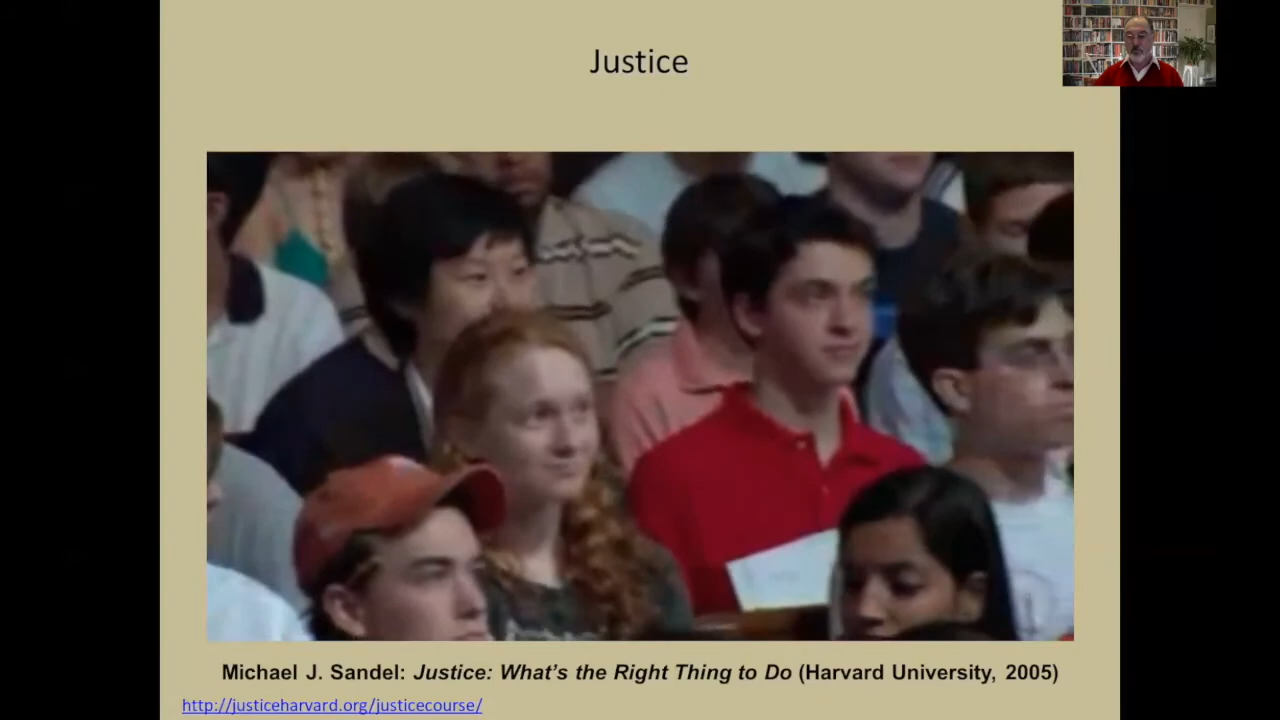 Justice
Michael J. Sandel: Justice: What's the Right Thing to Do (Harvard University, 2005)
http://justiceharvard.org/justicecourse/